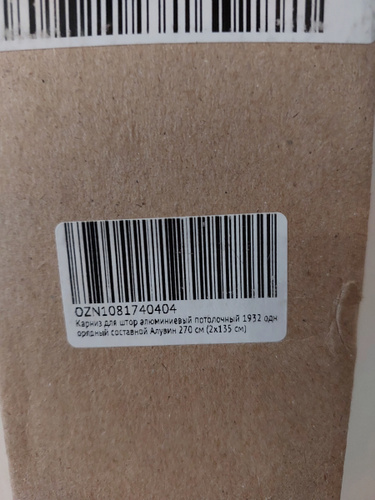 OZN1081740404
Карниз для штор алюминиевый потолочный 1932 одн
орядный составной Алувин 270 см (2х135 см)